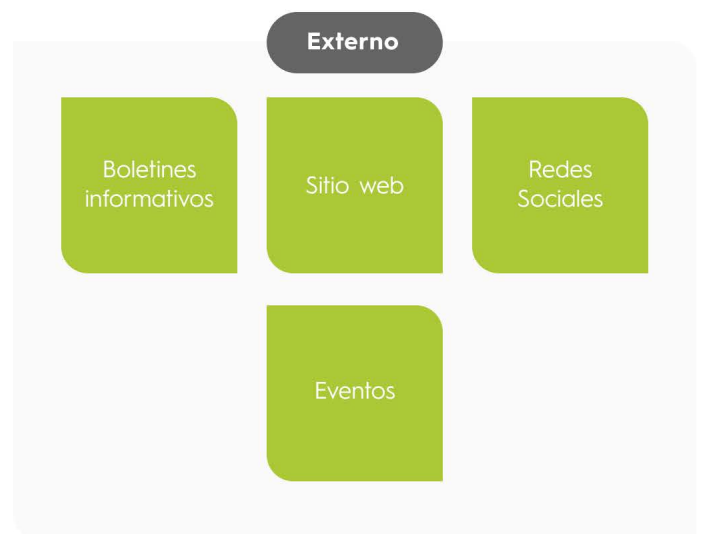 Externo
Boletines
informativos
Sitio web
Redes
Sociales
Eventos